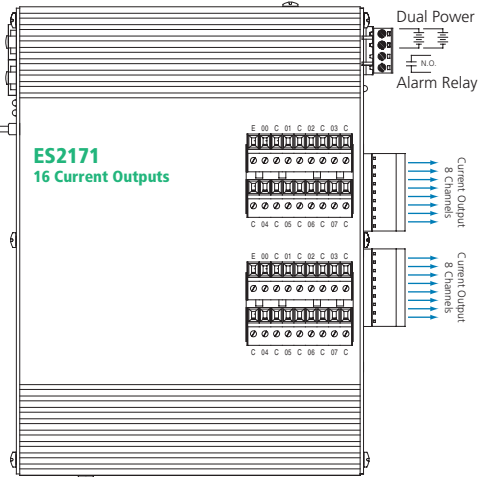 Dual Power
N.O.
Alarm Relay
ES2171
16 Current Outputs
E 00 C 01 C 02 C 03 C
C 04 C 05 C 06 C 07 C
Current Output
8 Channels
E 00 C 01 C 02 C 03 C
C 04 C 05 C 06 C 07 C
Current Output
8 Channels